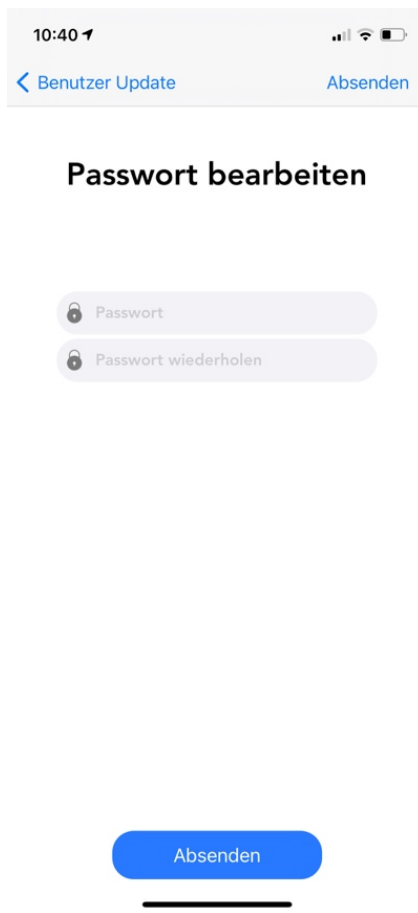 10:40
Benutzer Update Absenden
Passwort bearbeiten
Passwort
Passwort wiederholen
Absenden